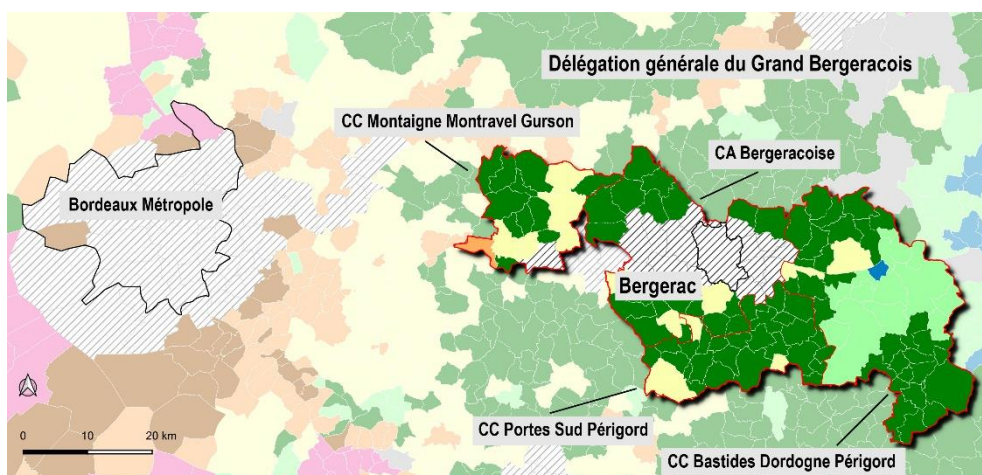 Délégation générale du Grand Bergeracois
CC Montaigne Montravel Gurson
CA Bergeracoise
Bordeaux Métropole
Bergerac
0 10 20 km
CC Portes Sud Périgord
CC Bastides Dordogne Périgord